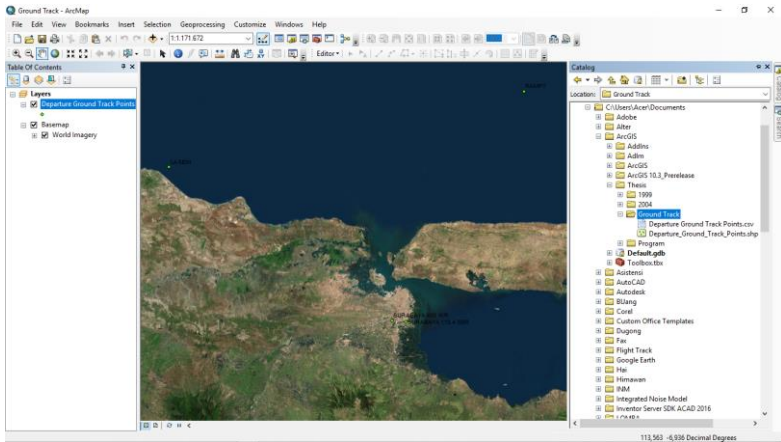 Ground Track - ArcMap
File Edit View Bookmarks Insert Selection Geoprocessing Customize Windows Help
1:1.171.672
Editor
Table Of Contents
Layers
Departure Ground Track Points
Basemap
World Imagery
Catalog
Location: Ground Track
C:\Users\Acer\Documents
Adobe
Alter
ArcGIS
AddIns
AdIm
ArcGIS
ArcGIS 10.3_Prerelease
Thesis
1999
2004
Ground Track
Departure Ground Track Points.csv
Departure_Ground_Track_Points.shp
Program
Default.gdb
Toolbox.tbx
Asistensi
AutoCAD
Autodesk
BUang
Corel
Custom Office Templates
Dugong
Fax
Flight Track
Google Earth
Hai
Himawan
INM
Integrated Noise Model
Inventor Server SDK ACAD 2016
Catalog
Search
113,563 -6,936 Decimal Degrees